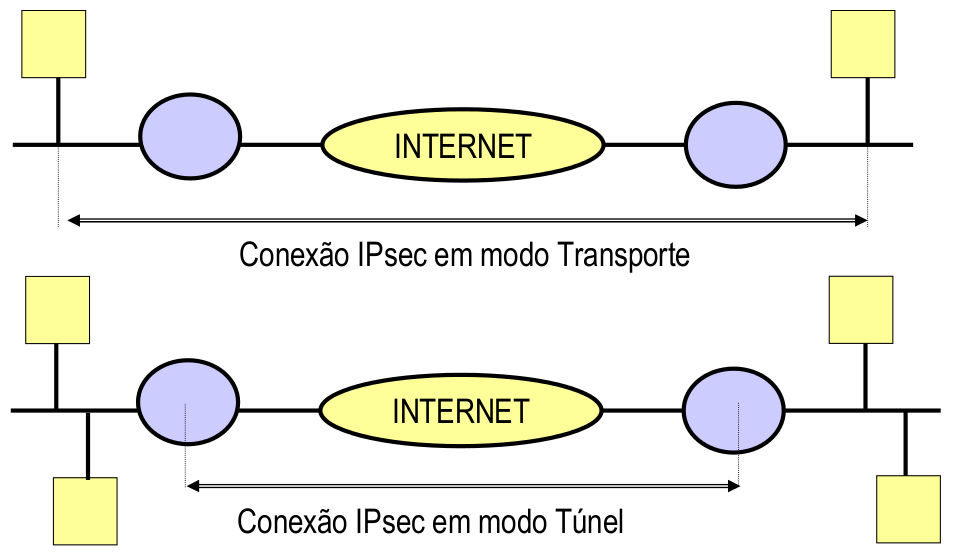 INTERNET
Conexão IPsec em modo Transporte
INTERNET
Conexão IPsec em modo Túnel